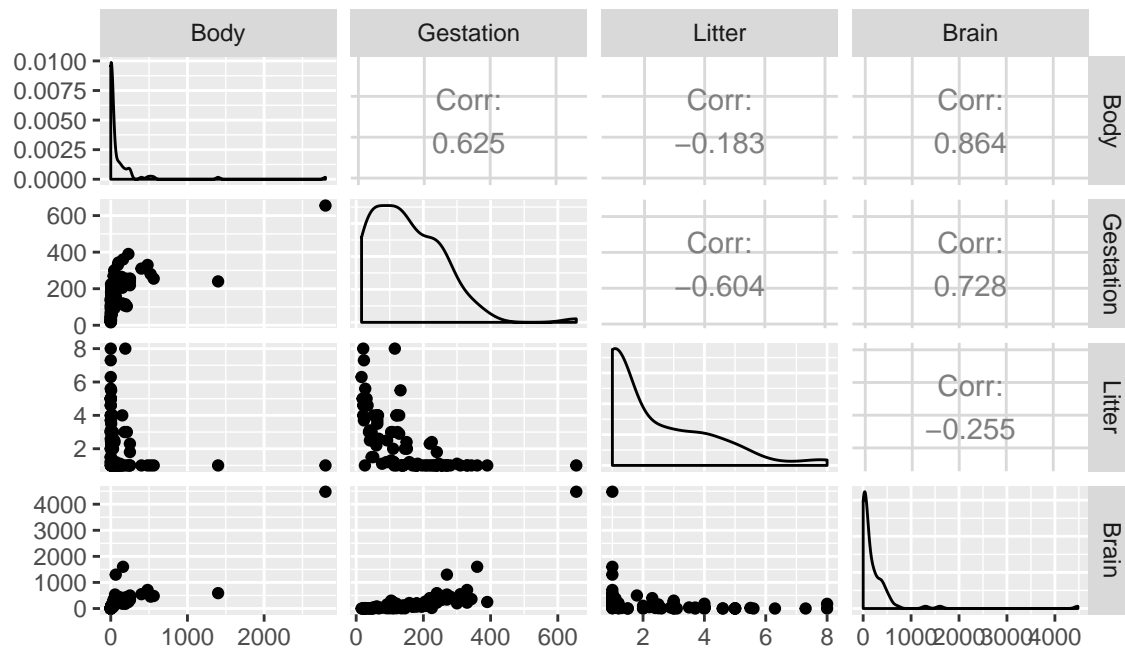 Body Gestation Litter Brain
0.0100
0.0075
0.0050
0.0025
0.0000
Corr:
0.625
Corr:
−0.183
Corr:
0.864
Body
600
400
200
0
Corr:
−0.604
Corr:
0.728
Gestation
8
6
4
2
Corr:
−0.255
Litter
4000
3000
2000
1000
0
Brain
0 1000 2000 0 200 400 600 2 4 6 8 0 1000 2000 3000 4000